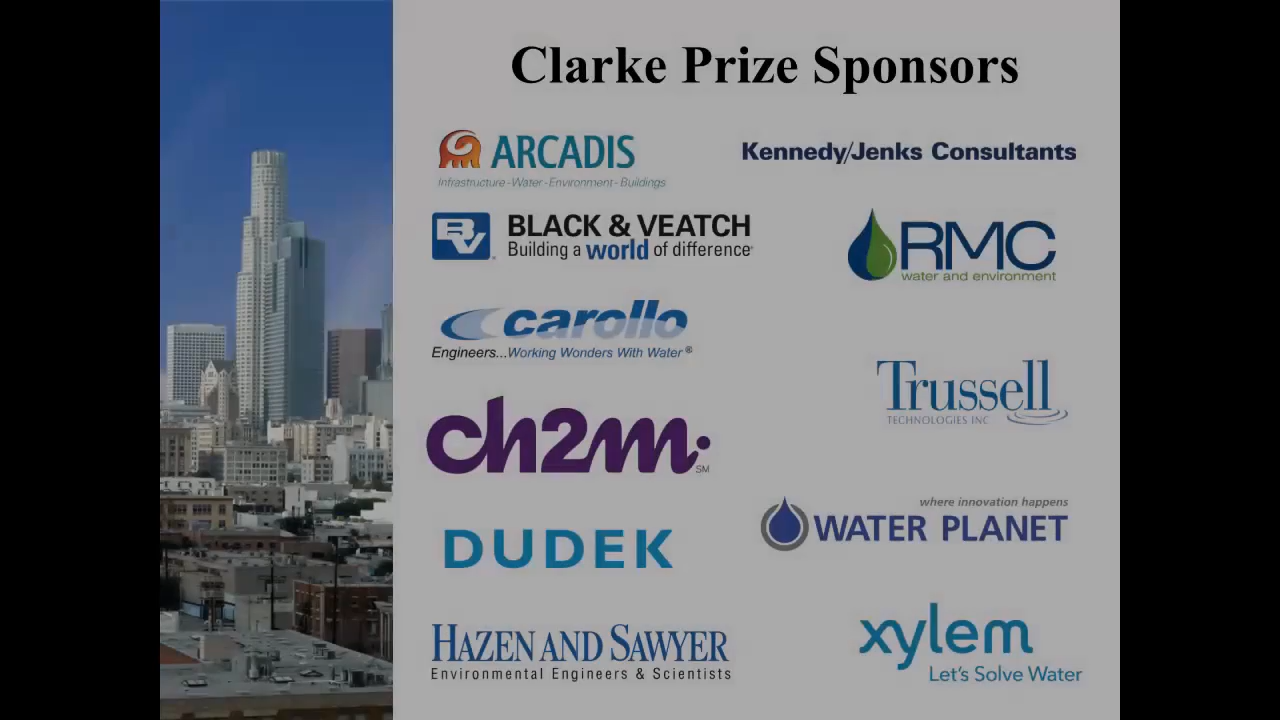 Clarke Prize Sponsors
ARCADIS
Infrastructure - Water - Environment - Buildings
BV
BLACK & VEATCH
Building a world of difference®
carollo
Engineers...Working Wonders With Water ®
ch2m. SM
DUDEK
HAZEN AND SAWYER
Environmental Engineers & Scientists
Kennedy/Jenks Consultants
RMC
water and environment
Trussell
TECHNOLOGIES INC
where innovation happens
WATER PLANET
xylem
Let's Solve Water